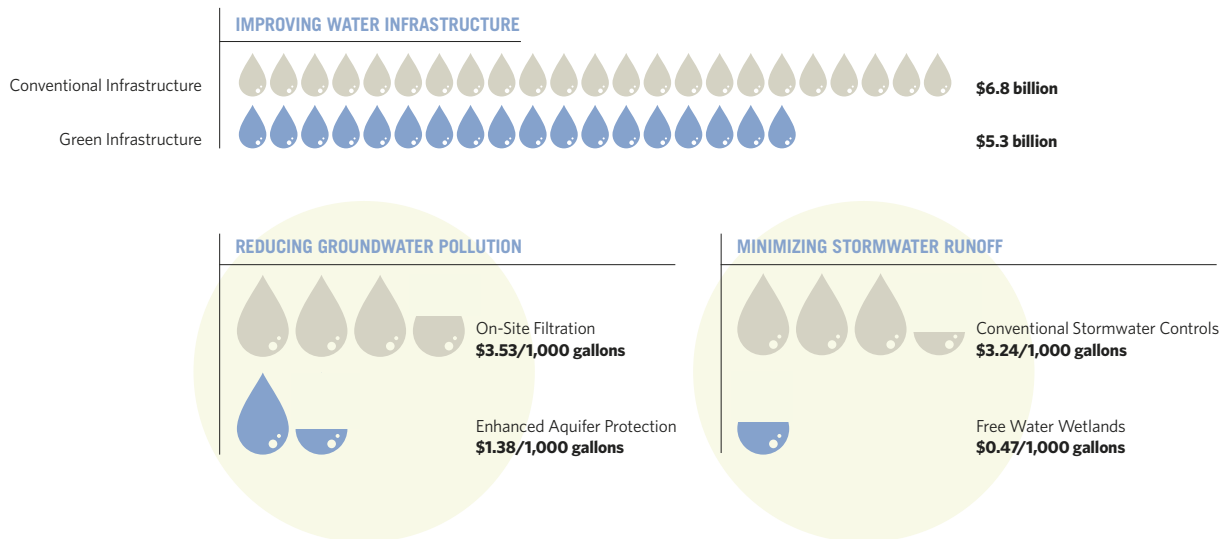 IMPROVING WATER INFRASTRUCTURE
Conventional Infrastructure
$6.8 billion
Green Infrastructure
$5.3 billion
REDUCING GROUNDWATER POLLUTION
On-Site Filtration
$3.53/1,000 gallons
Enhanced Aquifer Protection
$1.38/1,000 gallons
MINIMIZING STORMWATER RUNOFF
Conventional Stormwater Controls
$3.24/1,000 gallons
Free Water Wetlands
$0.47/1,000 gallons